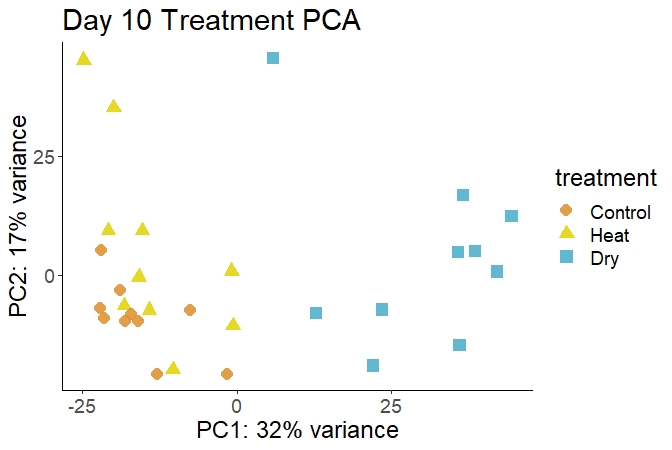 Day 10 Treatment PCA
PC2: 17% variance
25
0
-25
0
25
PC1: 32% variance
treatment
Control
Heat
Dry